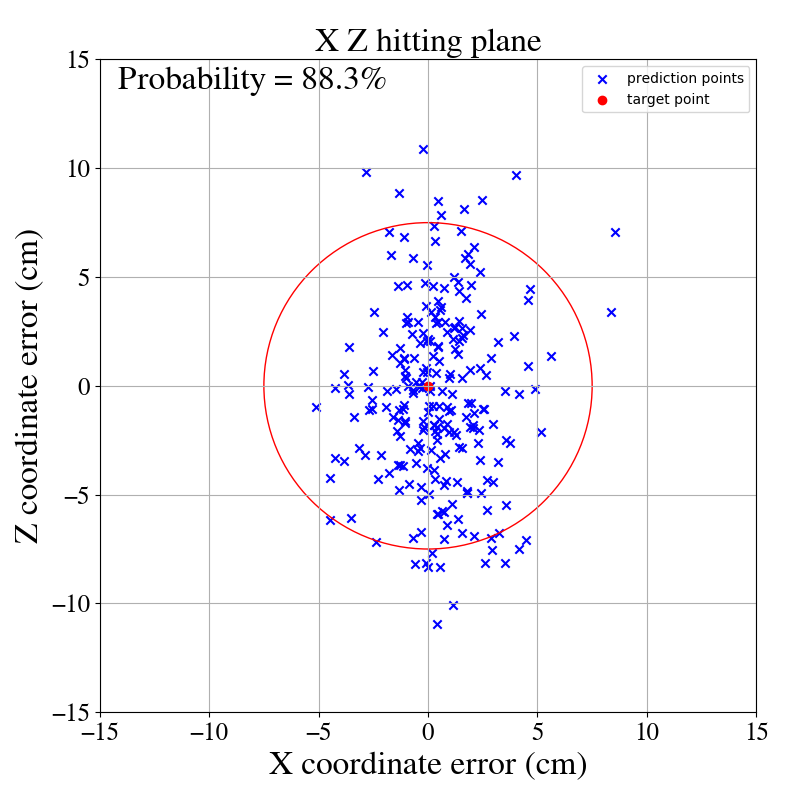 X Z hitting plane
Probability = 88.3%
prediction points
target point
Z coordinate error (cm)
15
10
5
0
−5
−10
−15
−15 −10 −5 0 5 10 15
X coordinate error (cm)